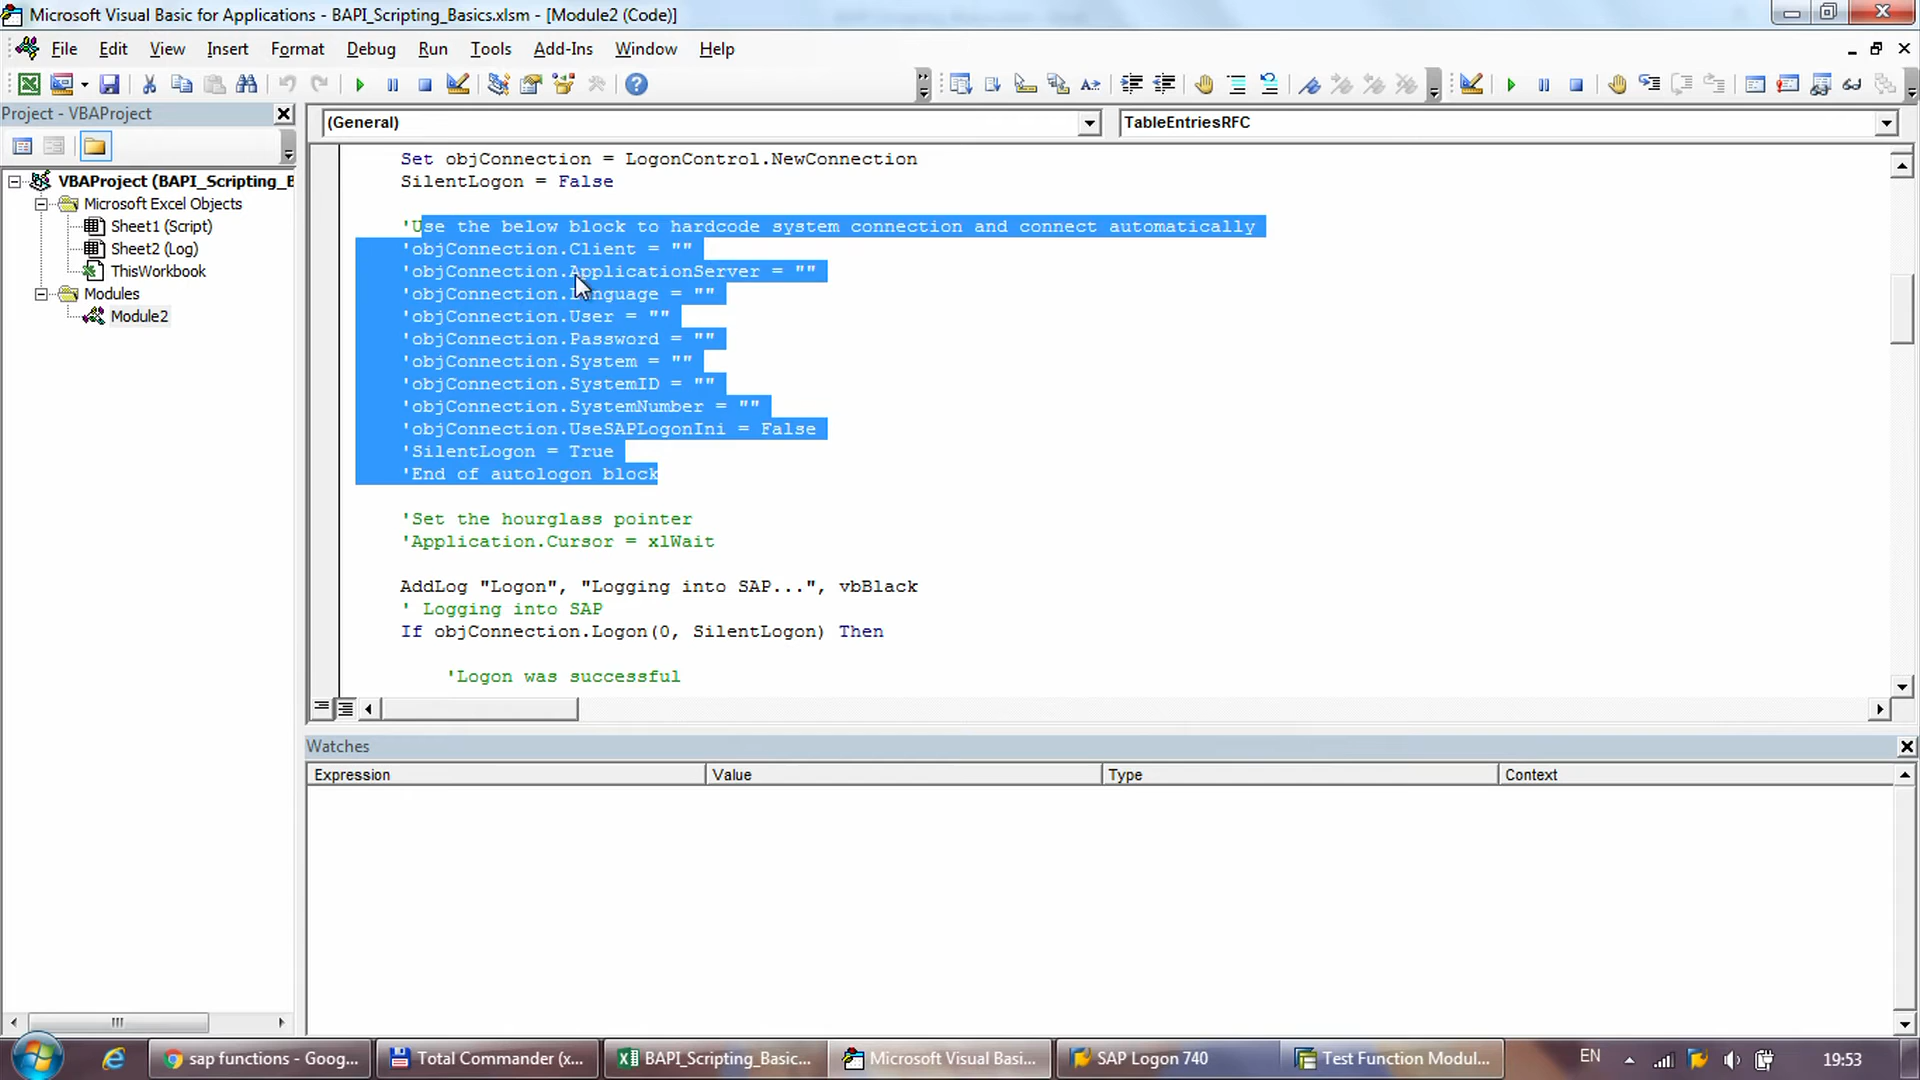 Microsoft Visual Basic for Applications - BAPI_Scripting_Basics.xlsm - [Module2 (Code)]
File Edit View Insert Format Debug Run Tools Add-Ins Window Help
Project - VBAProject
(General)
TableEntriesRFC
VBAProject (BAPI_Scripting_B
Microsoft Excel Objects
Sheet1 (Script)
Sheet2 (Log)
ThisWorkbook
Modules
Module2
Set objConnection = LogonControl.NewConnection
SilentLogon = False
'Use the below block to hardcode system connection and connect automatically
'objConnection.Client = ""
'objConnection.ApplicationServer = ""
'objConnection.Language = ""
'objConnection.User = ""
'objConnection.Password = ""
'objConnection.System = ""
'objConnection.SystemID = ""
'objConnection.SystemNumber = ""
'objConnection.UseSAPLogonIni = False
'SilentLogon = True
'End of autologon block
'Set the hourglass pointer
'Application.Cursor = xlWait
AddLog "Logon", "Logging into SAP...", vbBlack
' Logging into SAP
If objConnection.Logon(0, SilentLogon) Then
'Logon was successful
Watches
Expression Value Type Context
sap functions - Goog...
Total Commander (x...
BAPI_Scripting_Basic...
Microsoft Visual Basi...
SAP Logon 740
Test Function Modul...
EN
19:53